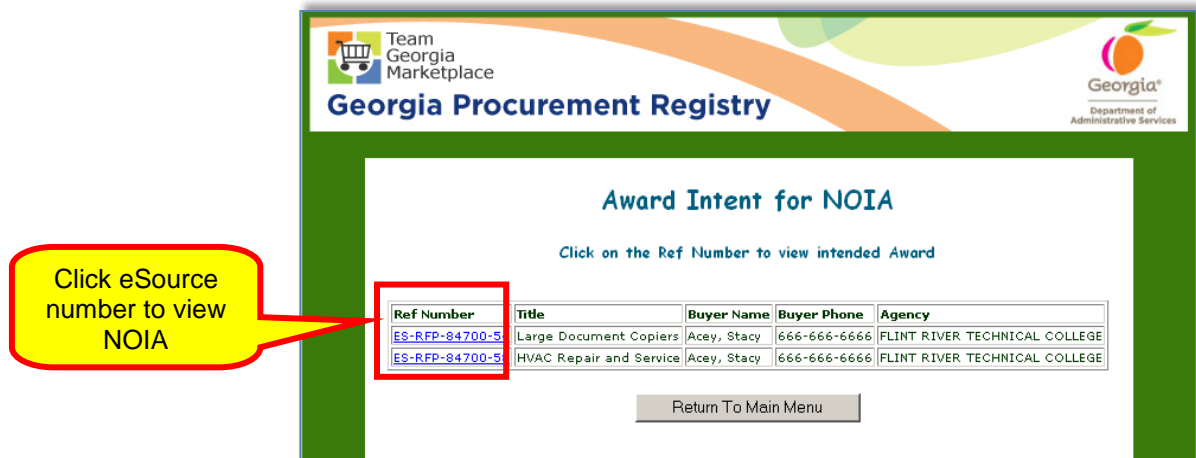 Team
Georgia
Marketplace
Georgia Procurement Registry
Georgia®
Department of
Administrative Services
Award Intent for NOIA
Click on the Ref Number to view intended Award
Click eSource
number to view
NOIA
Ref Number Title Buyer Name Buyer Phone Agency
ES-RFP-84700-5 Large Document Copiers Acey, Stacy 666-666-6666 FLINT RIVER TECHNICAL COLLEGE
ES-RFP-84700-5 HVAC Repair and Service Acey, Stacy 666-666-6666 FLINT RIVER TECHNICAL COLLEGE
Return To Main Menu